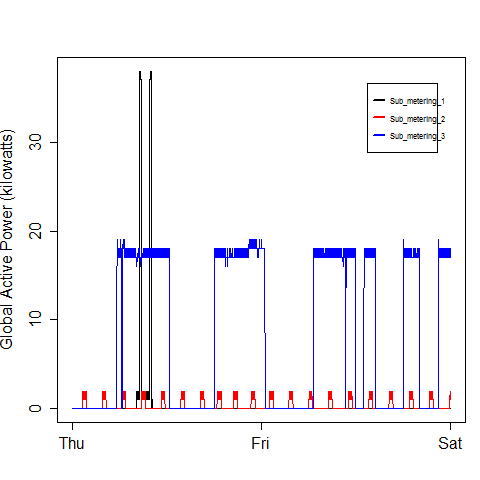 Global Active Power (kilowatts)
30
20
10
0
Sub_metering_1
Sub_metering_2
Sub_metering_3
Thu
Fri
Sat